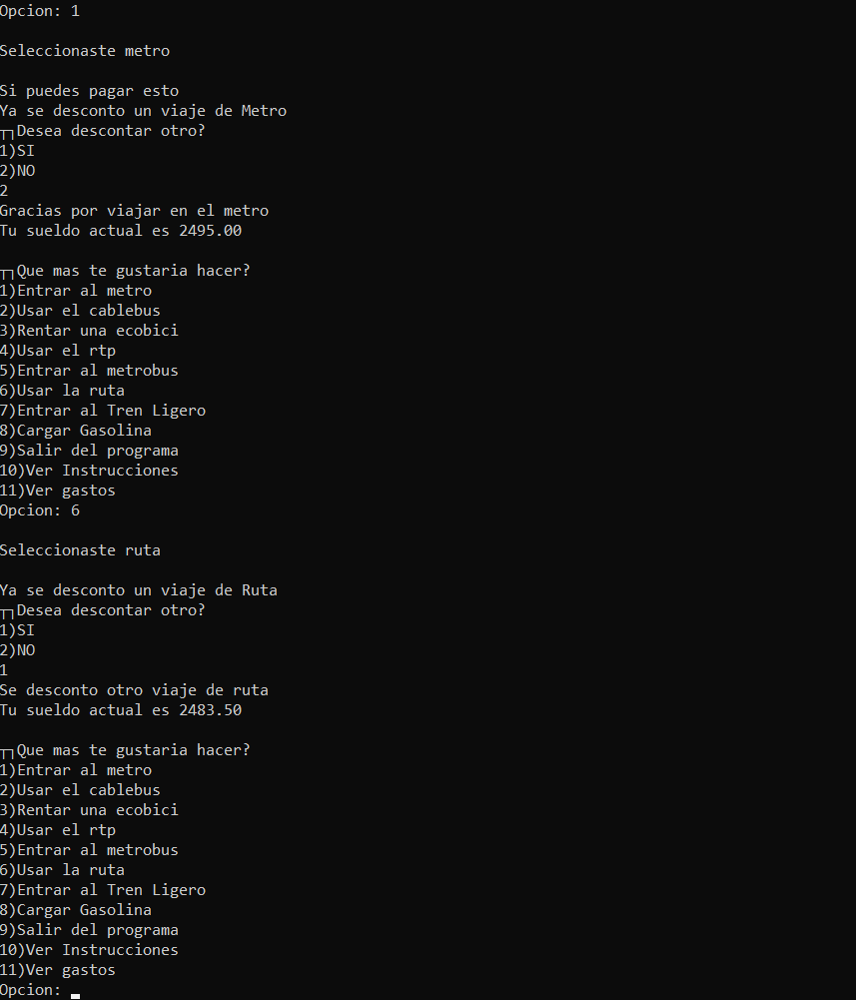 Opcion: 1
Seleccionaste metro
Si puedes pagar esto
Ya se desconto un viaje de Metro
┬┐Desea descontar otro?
1)SI
2)NO
2
Gracias por viajar en el metro
Tu sueldo actual es 2495.00
┬┐Que mas te gustaria hacer?
1)Entrar al metro
2)Usar el cablebus
3)Rentar una ecobici
4)Usar el rtp
5)Entrar al metrobus
6)Usar la ruta
7)Entrar al Tren Ligero
8)Cargar Gasolina
9)Salir del programa
10)Ver Instrucciones
11)Ver gastos
Opcion: 6
Seleccionaste ruta
Ya se desconto un viaje de Ruta
┬┐Desea descontar otro?
1)SI
2)NO
1
Se desconto otro viaje de ruta
Tu sueldo actual es 2483.50
┬┐Que mas te gustaria hacer?
1)Entrar al metro
2)Usar el cablebus
3)Rentar una ecobici
4)Usar el rtp
5)Entrar al metrobus
6)Usar la ruta
7)Entrar al Tren Ligero
8)Cargar Gasolina
9)Salir del programa
10)Ver Instrucciones
11)Ver gastos
Opcion: